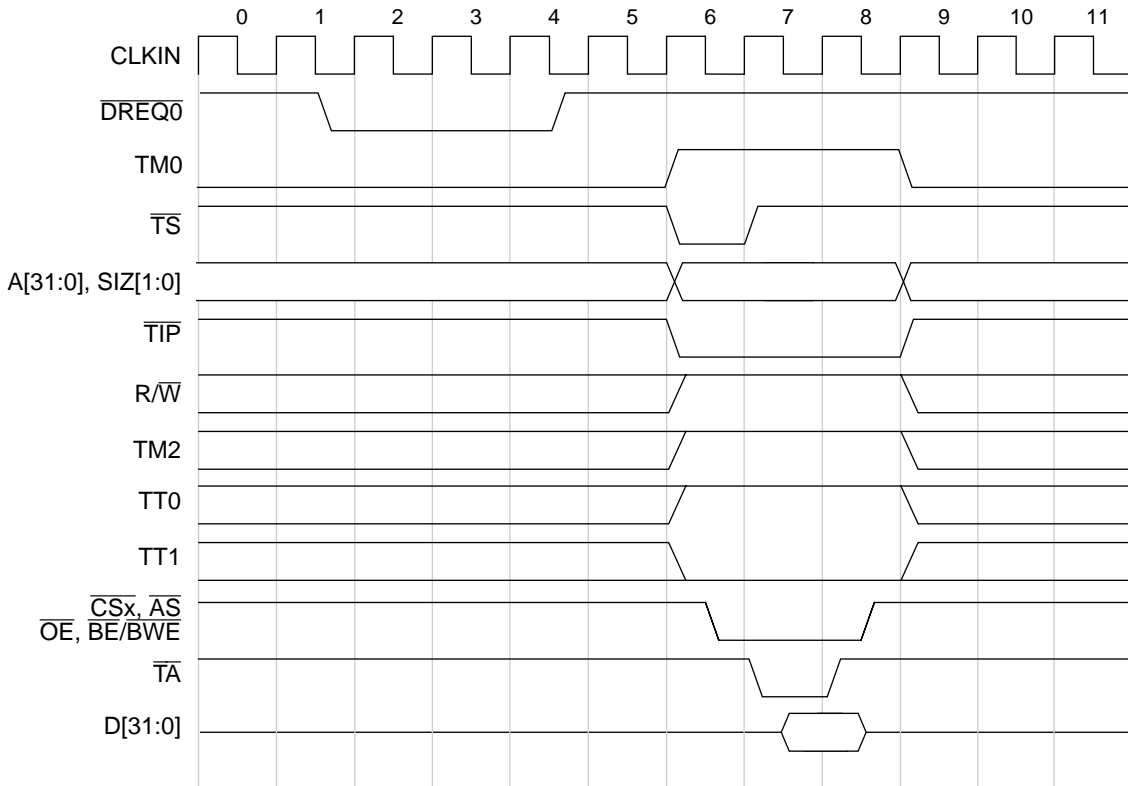 0 1 2 3 4 5 6 7 8 9 10 11
CLKIN
DREQ0
TM0
TS
A[31:0], SIZ[1:0]
TIP
R/W
TM2
TT0
TT1
CSx, AS
OE, BE/BWE
TA
D[31:0]